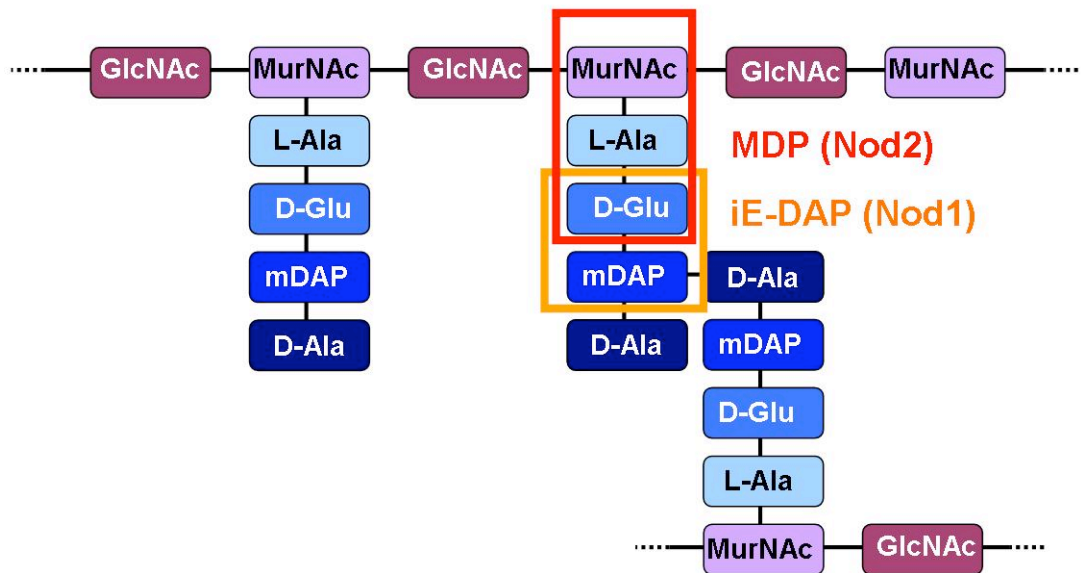 GlcNAc MurNAc GlcNAc MurNAc GlcNAc MurNAc
L-Ala L-Ala MDP (Nod2)
D-Glu D-Glu iE-DAP (Nod1)
mDAP mDAP D-Ala
D-Ala D-Ala mDAP
D-Glu
L-Ala
MurNAc GlcNAc